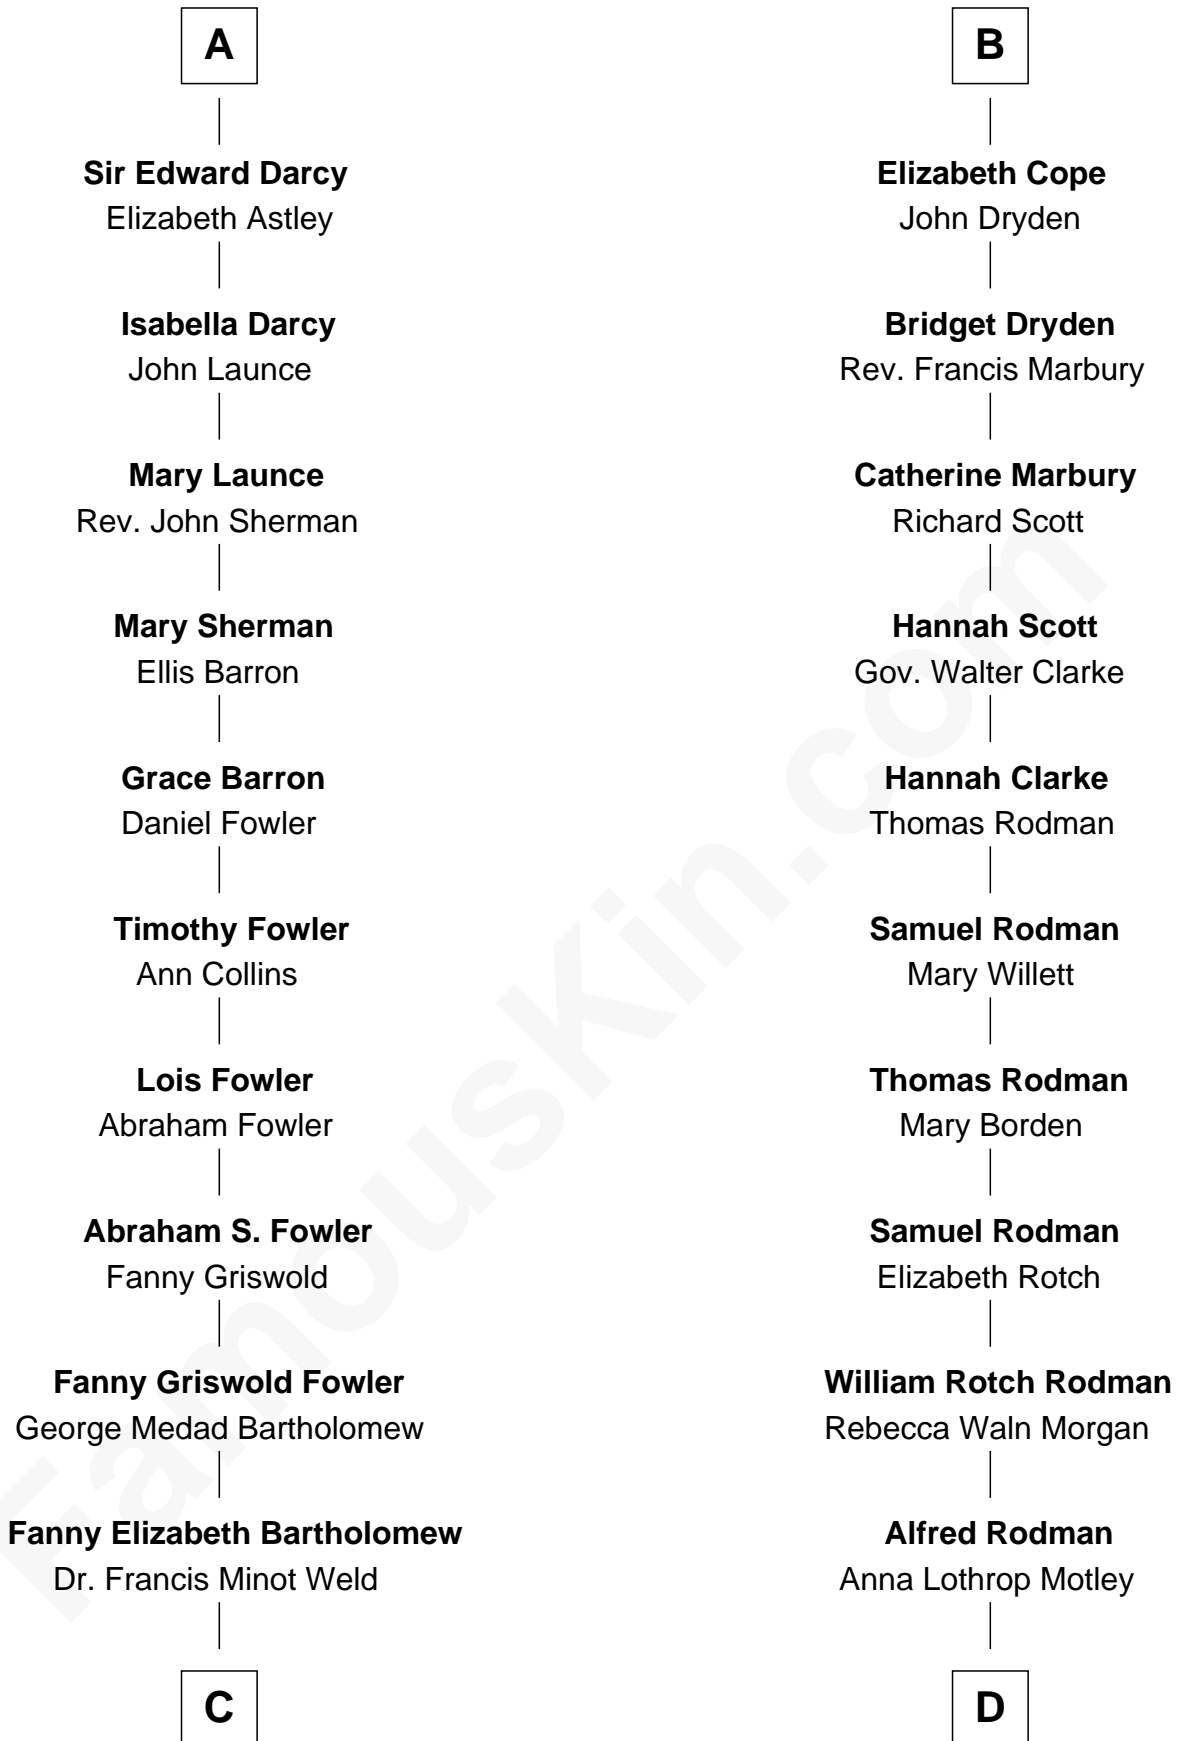 A
Sir Edward Darcy
Elizabeth Astley
Isabella Darcy
John Launce
Mary Launce
Rev. John Sherman
Mary Sherman
Ellis Barron
Grace Barron
Daniel Fowler
Timothy Fowler
Ann Collins
Lois Fowler
Abraham Fowler
Abraham S. Fowler
Fanny Griswold
Fanny Griswold Fowler
George Medad Bartholomew
Fanny Elizabeth Bartholomew
Dr. Francis Minot Weld
C
B
Elizabeth Cope
John Dryden
Bridget Dryden
Rev. Francis Marbury
Catherine Marbury
Richard Scott
Hannah Scott
Gov. Walter Clarke
Hannah Clarke
Thomas Rodman
Samuel Rodman
Mary Willett
Thomas Rodman
Mary Borden
Samuel Rodman
Elizabeth Rotch
William Rotch Rodman
Rebecca Waln Morgan
Alfred Rodman
Anna Lothrop Motley
D
FamousKin.com